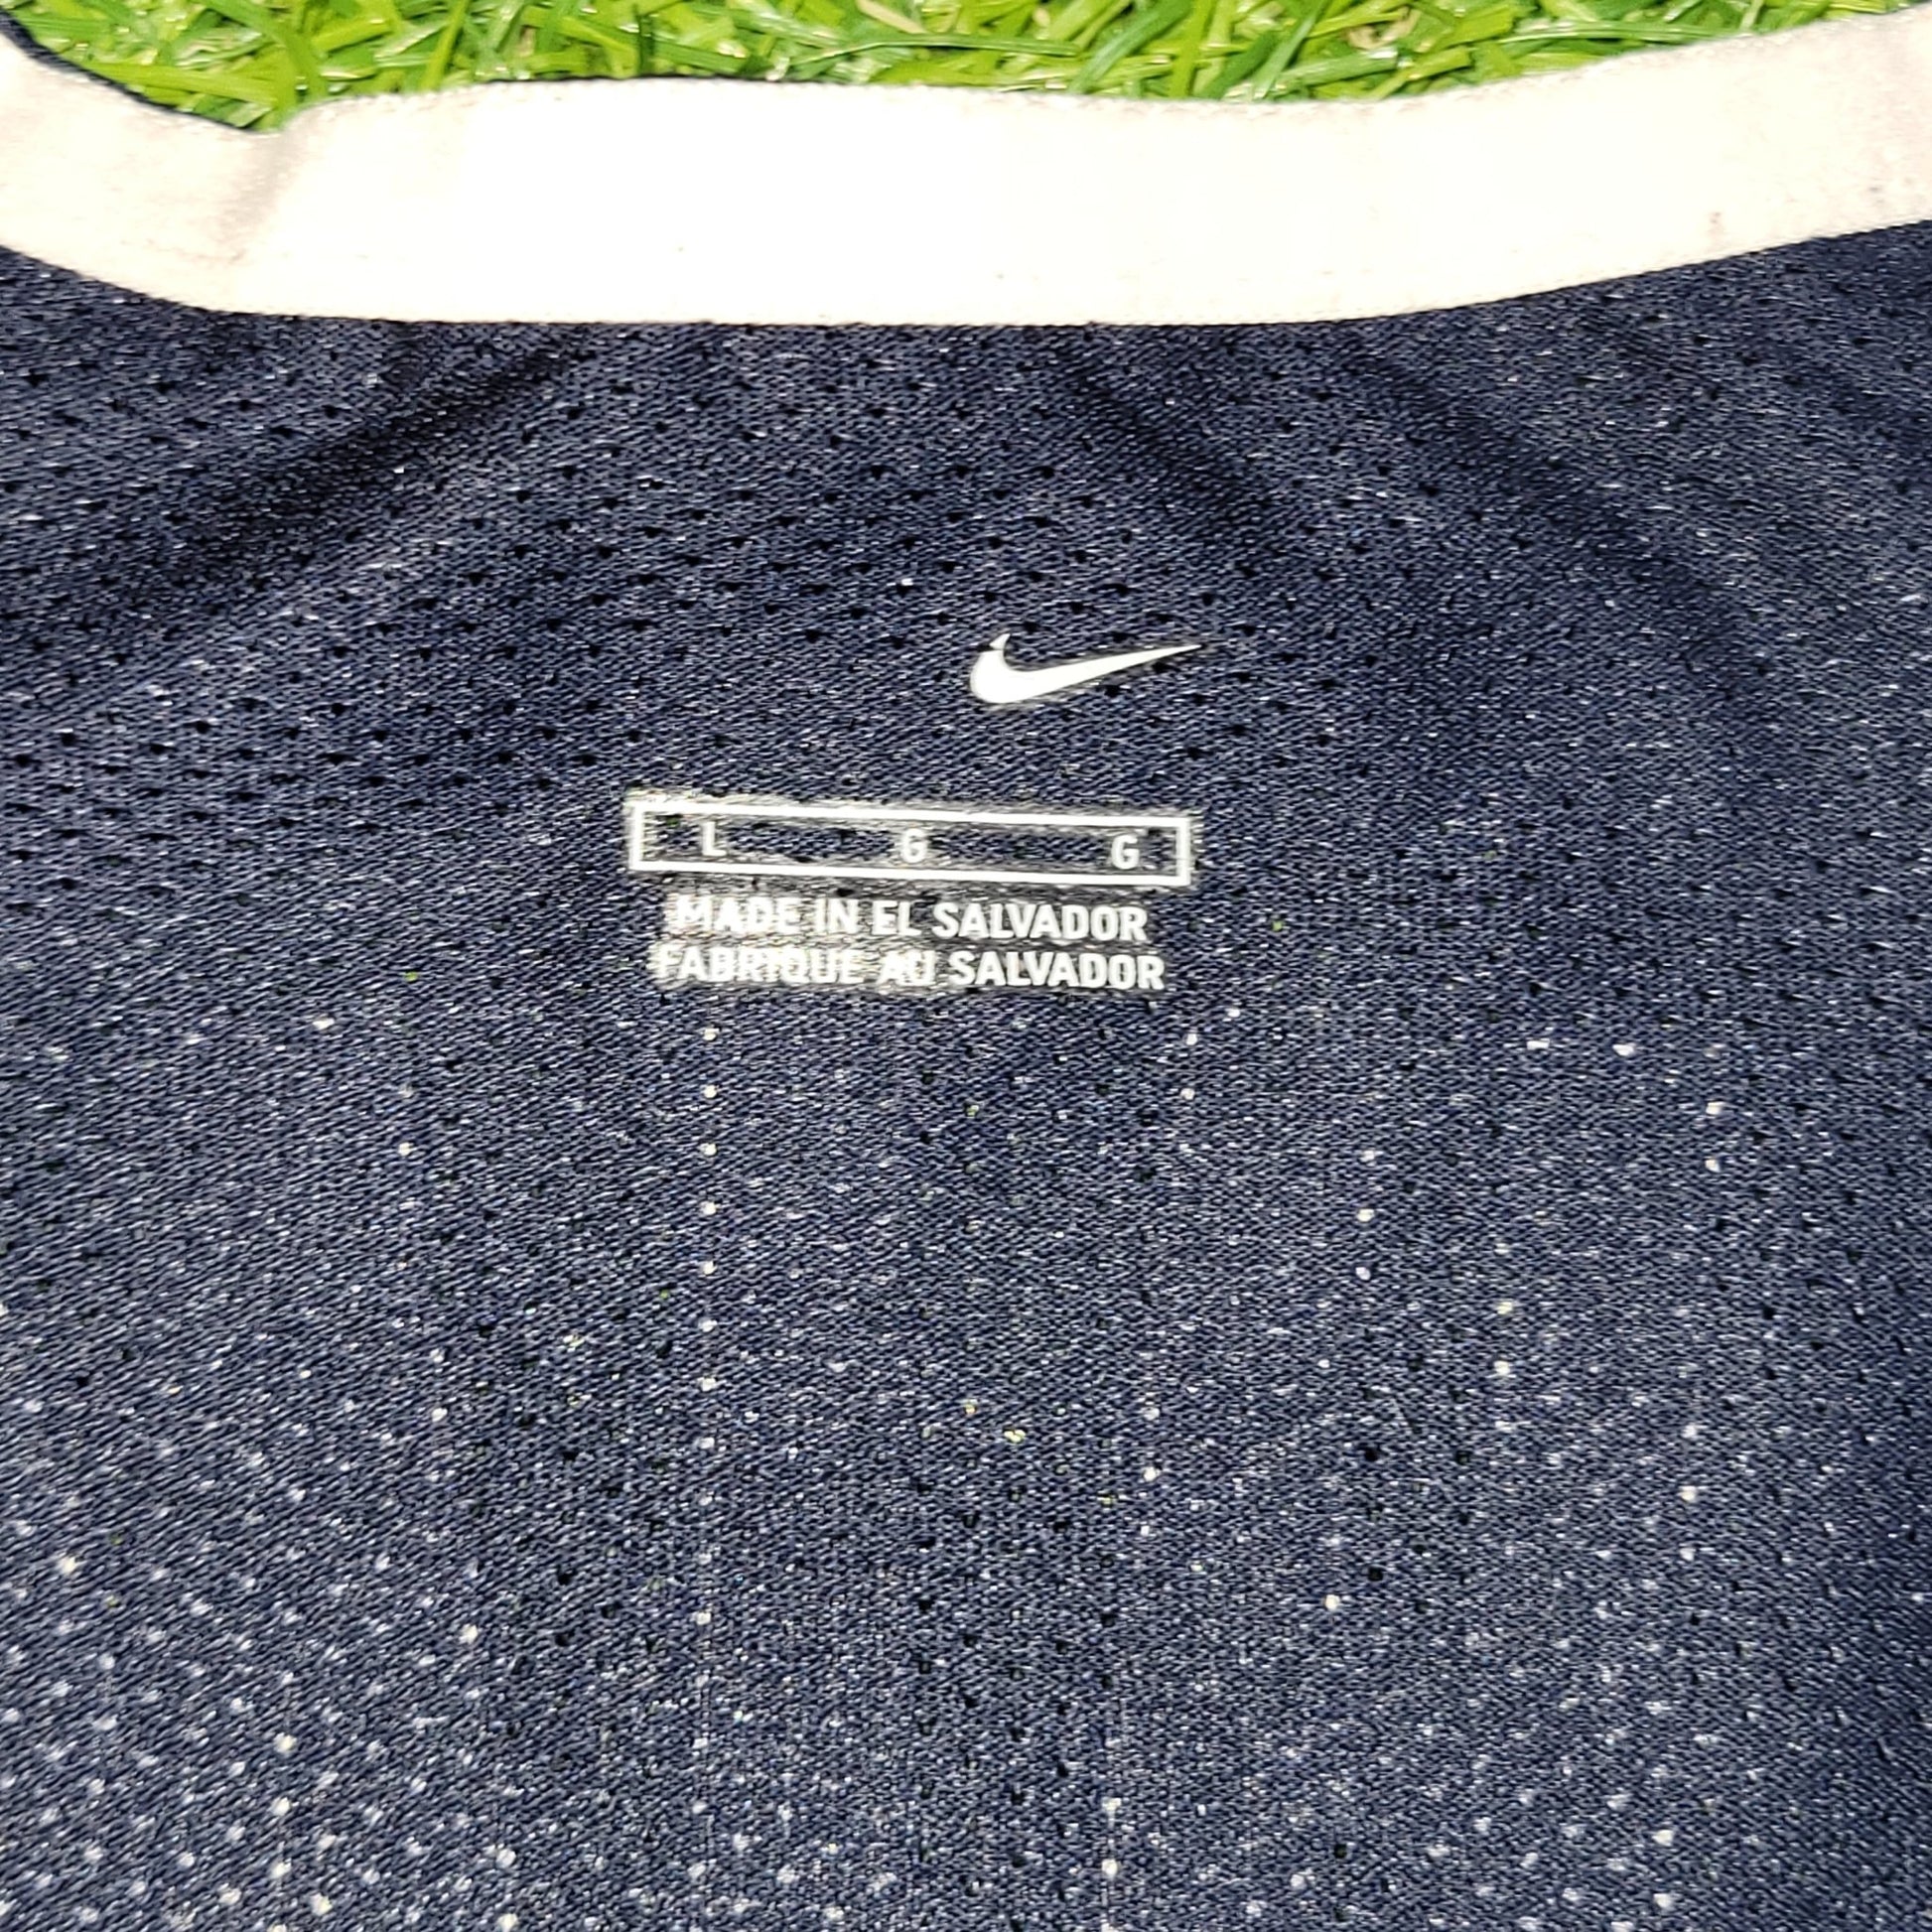 L G G
MADE IN EL SALVADOR
FABRIQUE AU SALVADOR